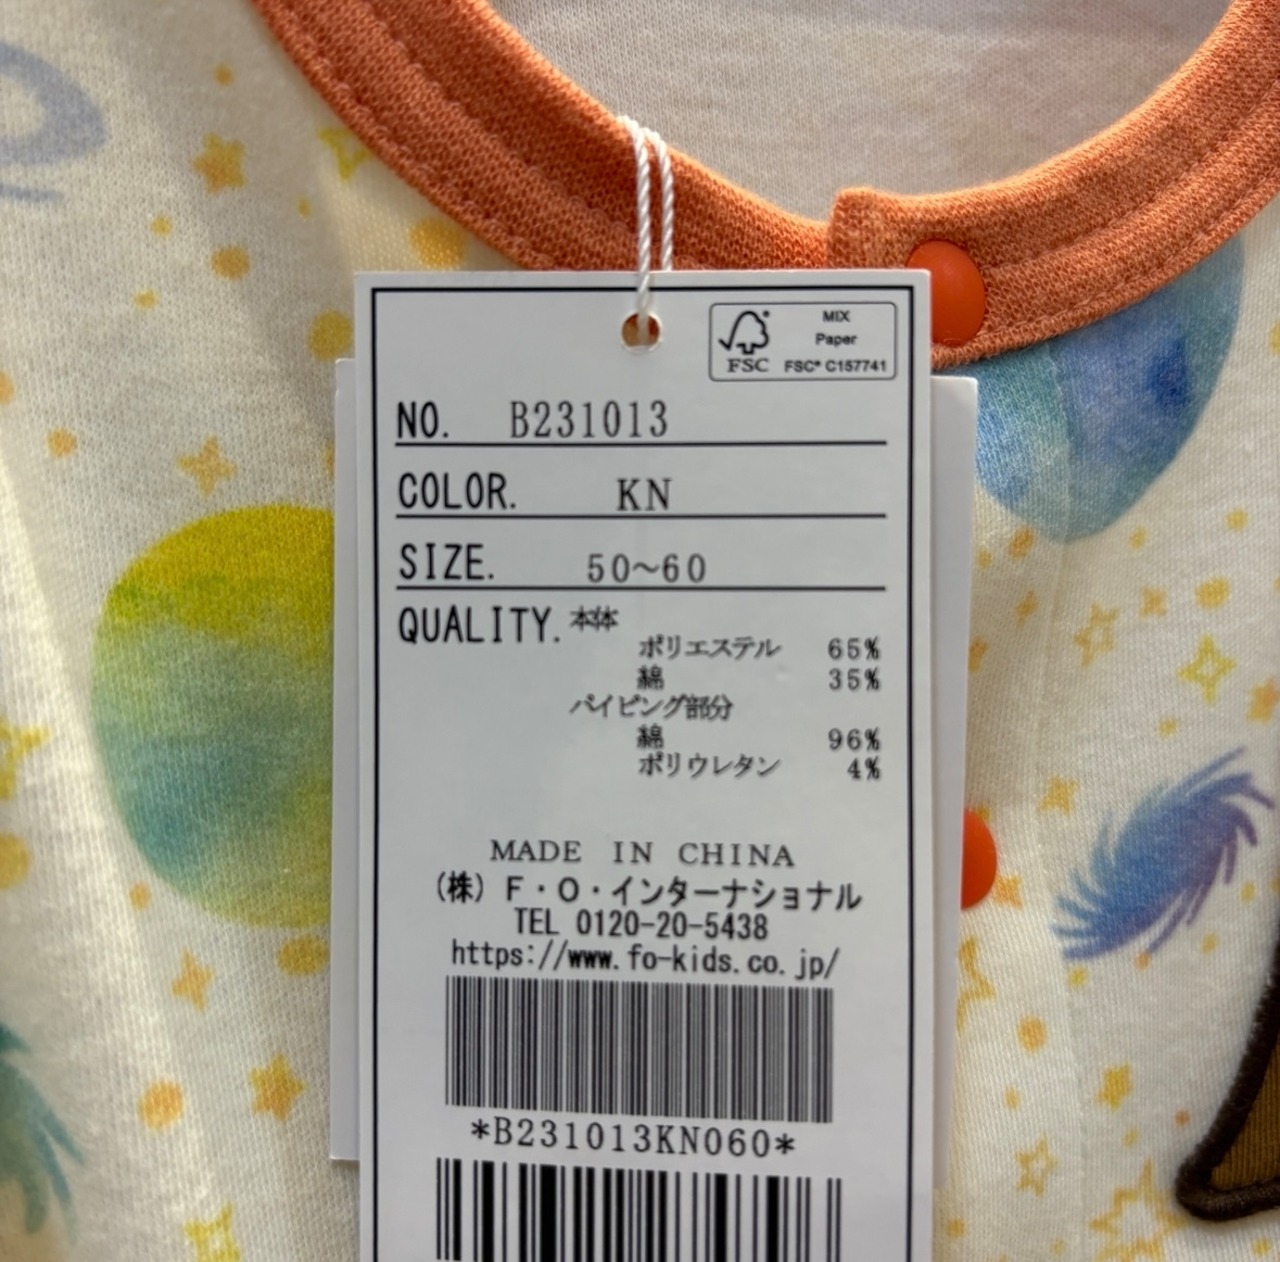 MIX
Paper
FSC FSC® C157741
NO. B231013
COLOR. KN
SIZE. 50~60
QUALITY. 本体
ポリエステル 65%
綿 35%
パイピング部分
綿 96%
ポリウレタン 4%
MADE IN CHINA
(株) F・O・インターナショナル
TEL 0120-20-5438
https://www.fo-kids.co.jp/
*B231013KN060*